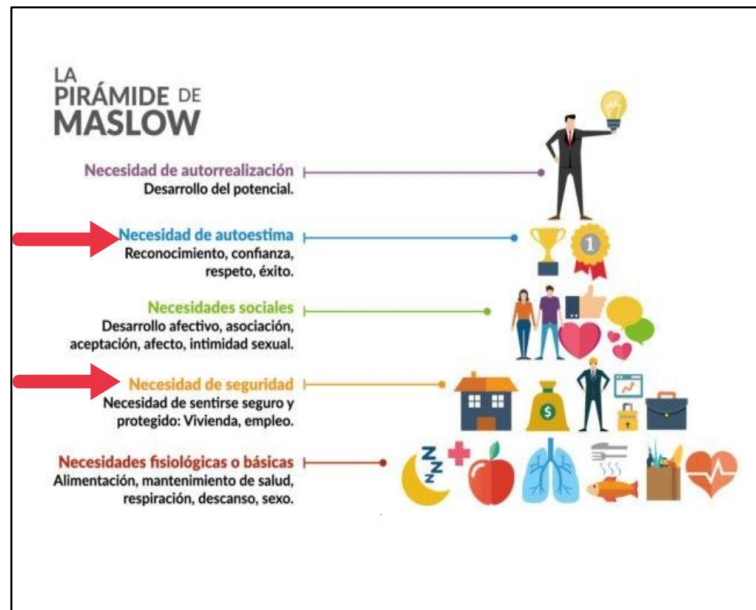 LA
PIRÁMIDE DE
MASLOW
Necesidad de autorrealización
Desarrollo del potencial.
Necesidad de autoestima
Reconocimiento, confianza,
respeto, éxito.
1
Necesidades sociales
Desarrollo afectivo, asociación,
aceptación, afecto, intimidad sexual.
Necesidad de seguridad
Necesidad de sentirse seguro y
protegido: Vivienda, empleo.
$
Necesidades fisiológicas o básicas
Alimentación, mantenimiento de salud,
respiración, descanso, sexo.
Z
Z
Z